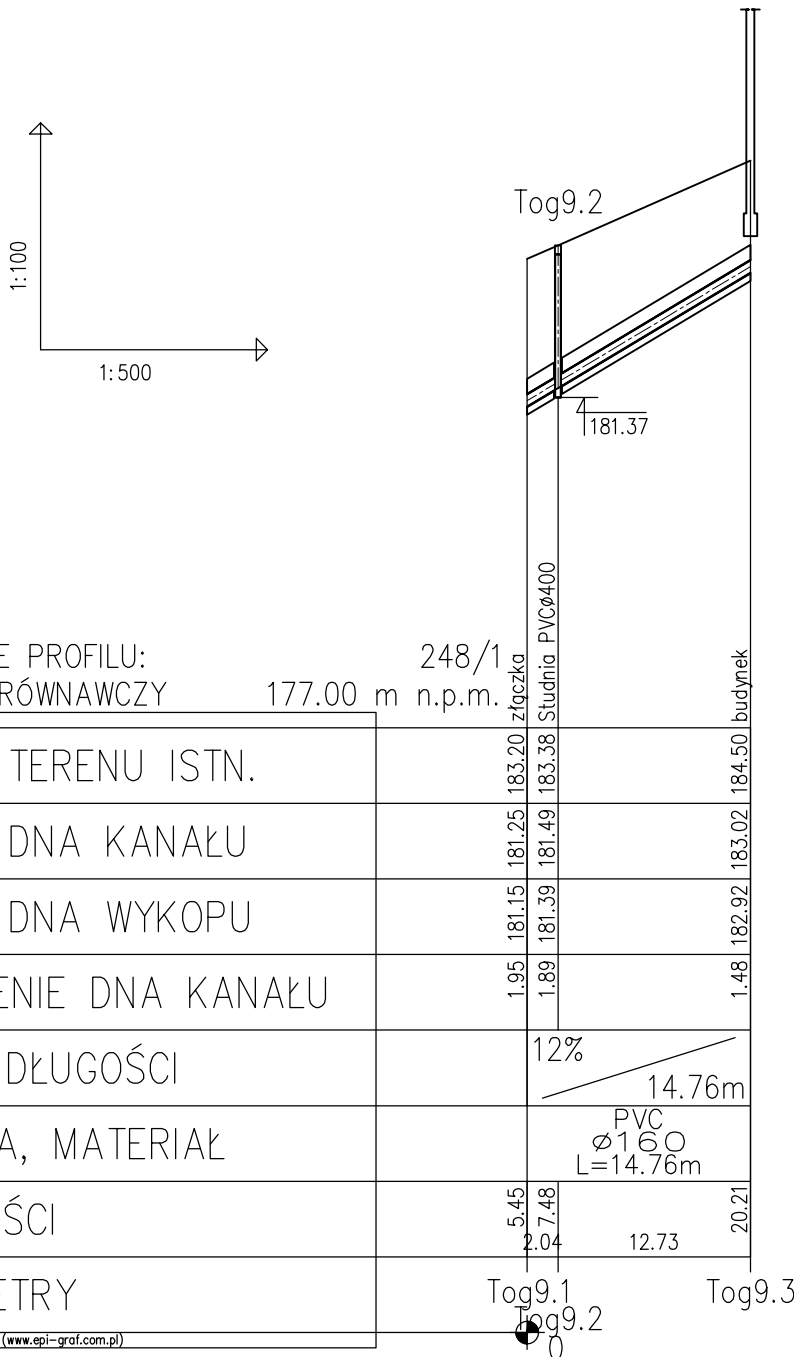 Tog9.2
1:100
1:500
181.37
E PROFILU: 248/1
RÓWNAWCZY 177.00 m n.p.m.
złączka
Studnia PVCø400
budynek
TERENU ISTN. 183.20 183.38 184.50
DNA KANAŁU 181.25 181.49 183.02
DNA WYKOPU 181.15 181.39 182.92
ENIE DNA KANAŁU 1.95 1.89 1.48
DŁUGOŚCI 12% 14.76m
A, MATERIAŁ PVC
ø160
L=14.76m
ŚCI 5.45 7.48 20.21
2.04 12.73
ETRY Tog9.1 Tog9.3
Tog9.2
(www.epi-graf.com.pl) 0